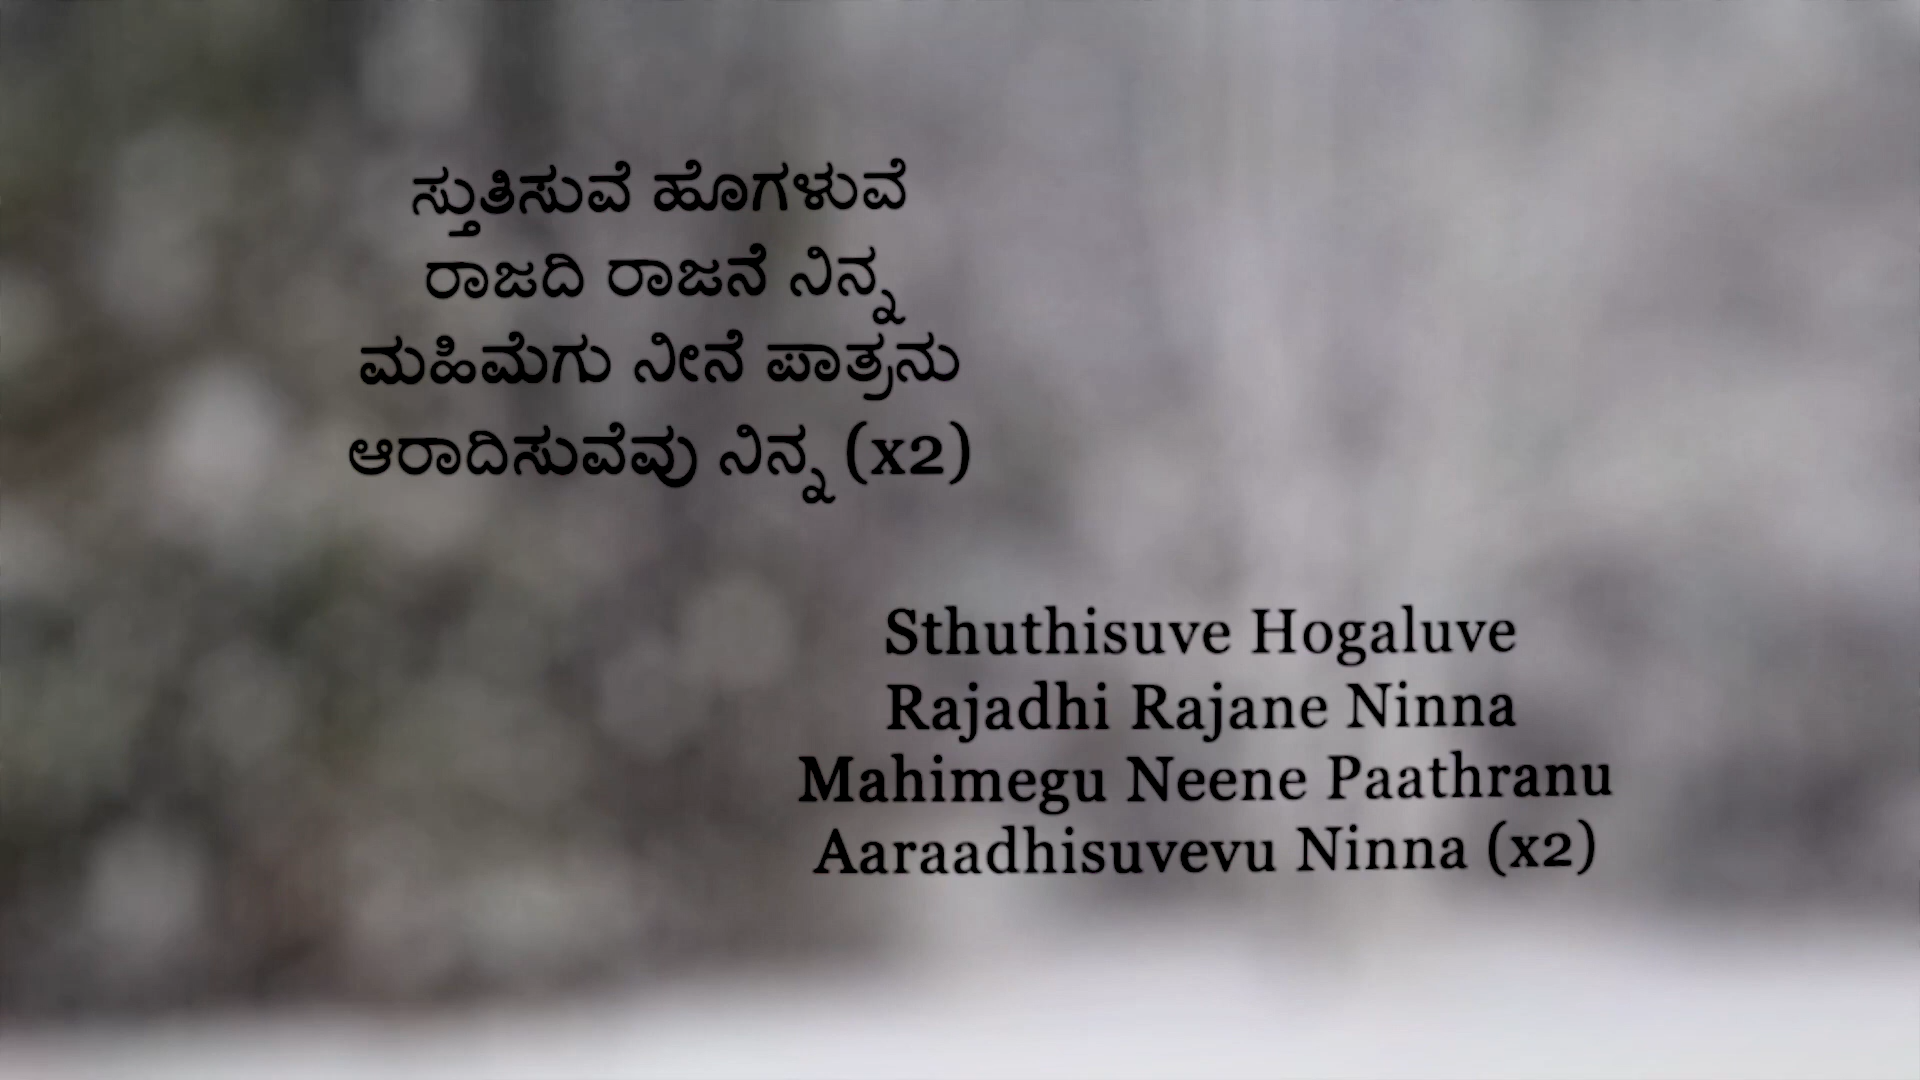 ಸ್ತುತಿಸುವೆ ಹೊಗಳುವೆ
ರಾಜದಿ ರಾಜನೆ ನಿನ್ನ
ಮಹಿಮೆಗು ನೀನೆ ಪಾತ್ರನು
ಆರಾದಿಸುವೆವು ನಿನ್ನ (x2)
Sthuthisuve Hogaluve
Rajadhi Rajane Ninna
Mahimegu Neene Paathranu
Aaraadhisuvevu Ninna (x2)